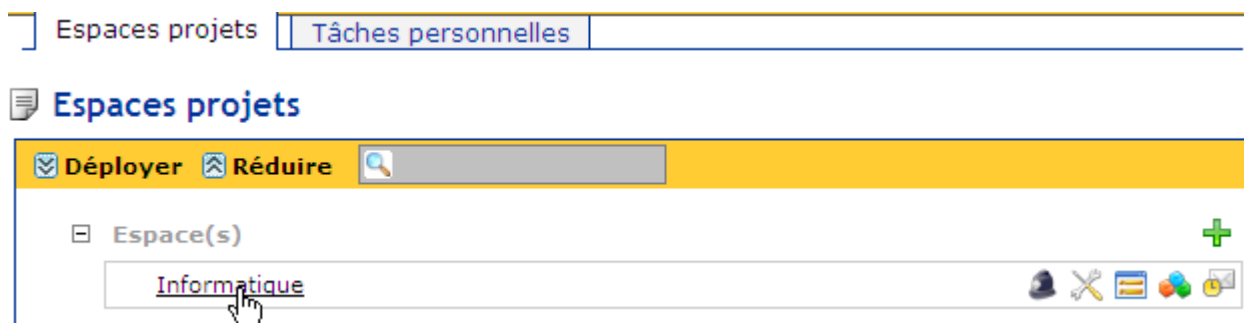 Espaces projets Tâches personnelles
Espaces projets
Déployer Réduire
Espace(s)
Informatique